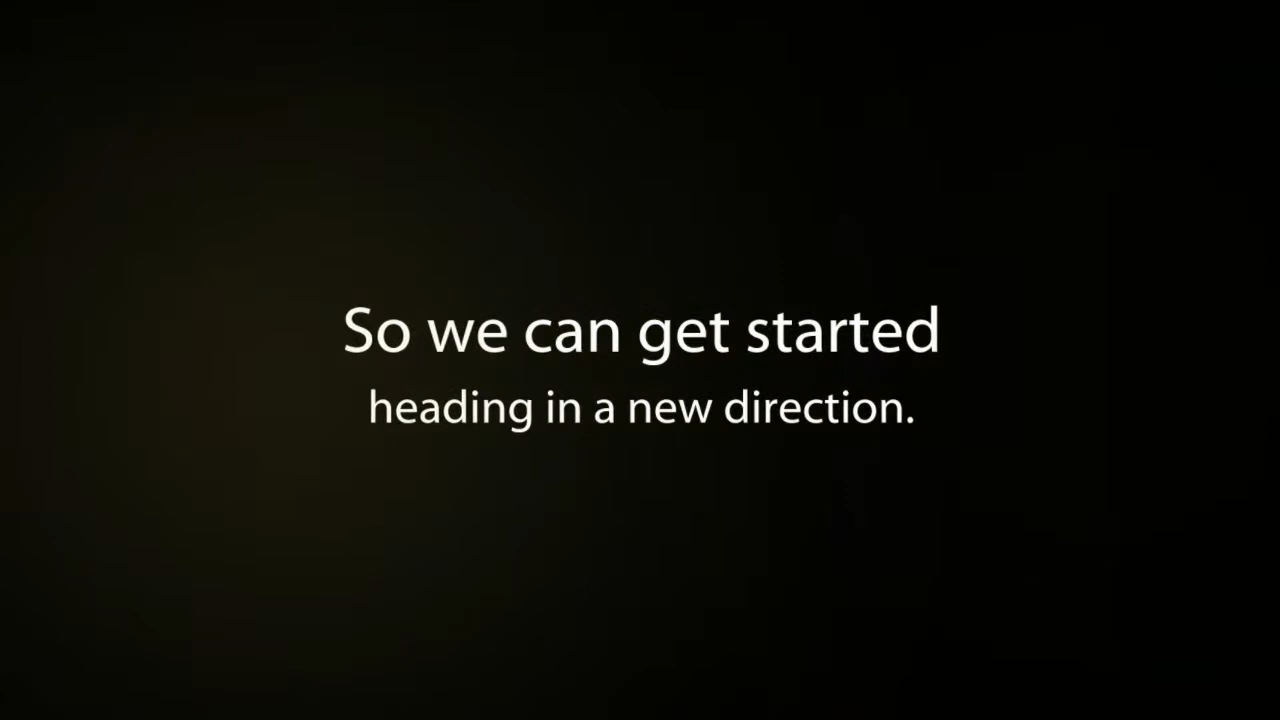 So we can get started
heading in a new direction.